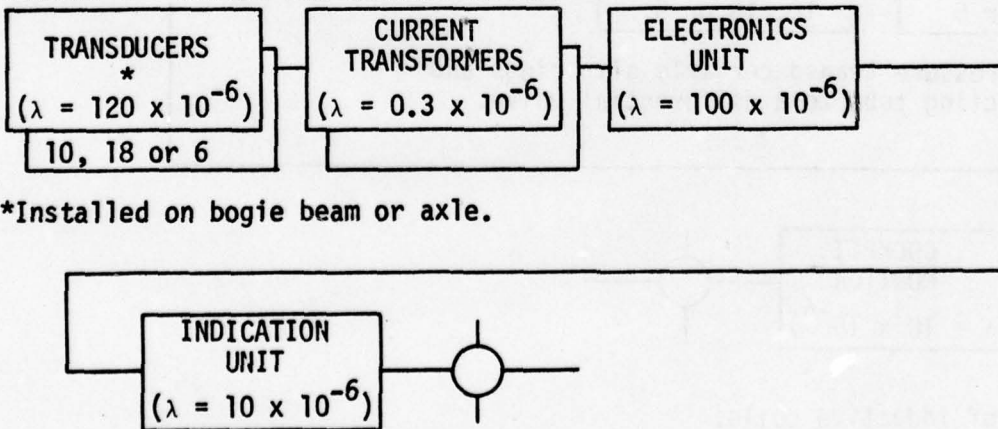 TRANSDUCERS
*
(λ = 120 x 10⁻⁶)
10, 18 or 6
CURRENT
TRANSFORMERS
(λ = 0.3 x 10⁻⁶)
ELECTRONICS
UNIT
(λ = 100 x 10⁻⁶)
*Installed on bogie beam or axle.
INDICATION
UNIT
(λ = 10 x 10⁻⁶)